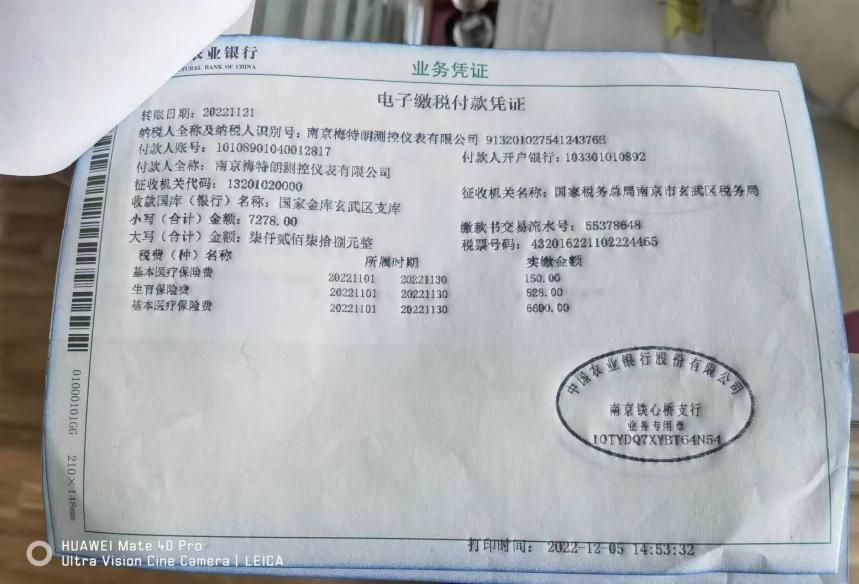 农业银行
TURAL BANK OF CHINA
业务凭证
电子缴税付款凭证
转账日期：20221121
纳税人全称及纳税人识别号：南京梅特朗测控仪表有限公司 91320102754124376E
付款人账号：10108901040012817
付款人开户银行：103301010892
付款人全称：南京梅特朗测控仪表有限公司
征收机关代码：13201020000
征收机关名称：国家税务总局南京市玄武区税务局
收款国库（银行）名称：国家金库玄武区支库
小写（合计）金额：7278.00
缴款书交易流水号：55378648
大写（合计）金额：柒仟贰佰柒拾捌元整
税票号码：432016221102224465
税费（种）名称 所属时期 实缴金额
基本医疗保险费 20221101 20221130 150.00
生育保险费 20221101 20221130 528.00
基本医疗保险费 20221101 20221130 6600.00
中国农业银行股份有限公司
南京铁心桥支行
业务专用章
10TYDQ7XYBT64N54
01000101GG 210×148mm
打印时间：2022-12-05 14:53:32
HUAWEI Mate 40 Pro
Ultra Vision Cine Camera | LEICA